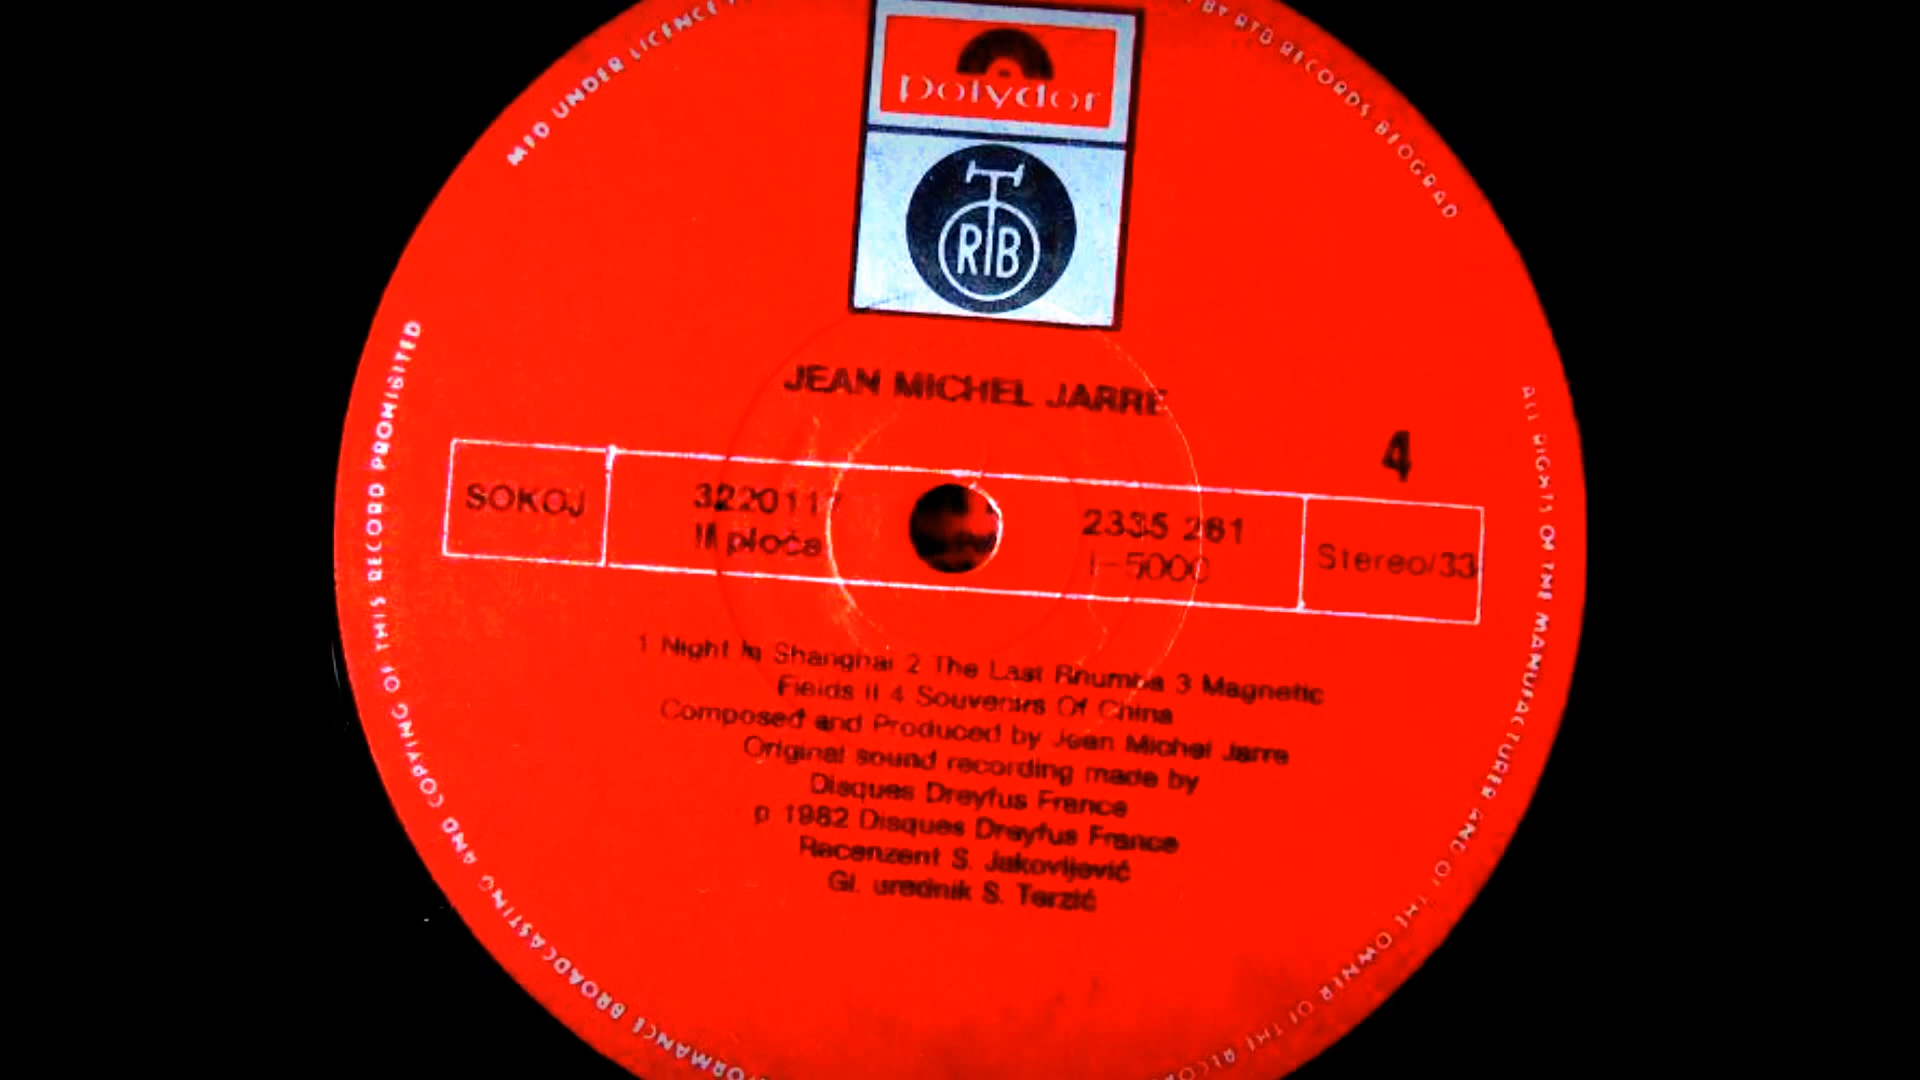 MFD UNDER LICENCE
BY RTB RECORDS BEOGRAD
polydor
RTB
JEAN MICHEL JARRE
4
SOKOJ
3220117
2335 261
II ploča
I-5000
Stereo/33
1 Night In Shanghai 2 The Last Rhumba 3 Magnetic
Fields II 4 Souvenirs Of China
Composed and Produced by Jean Michel Jarre
Original sound recording made by
Disques Dreyfus France
p 1982 Disques Dreyfus France
Recenzent S. Jakovljević
Gl. urednik S. Terzić
ALL RIGHTS OF THE MANUFACTURER AND OF THE OWNER OF THE RECOR
FORMANCE BROADCASTING AND COPYING OF THIS RECORD PROHIBITED